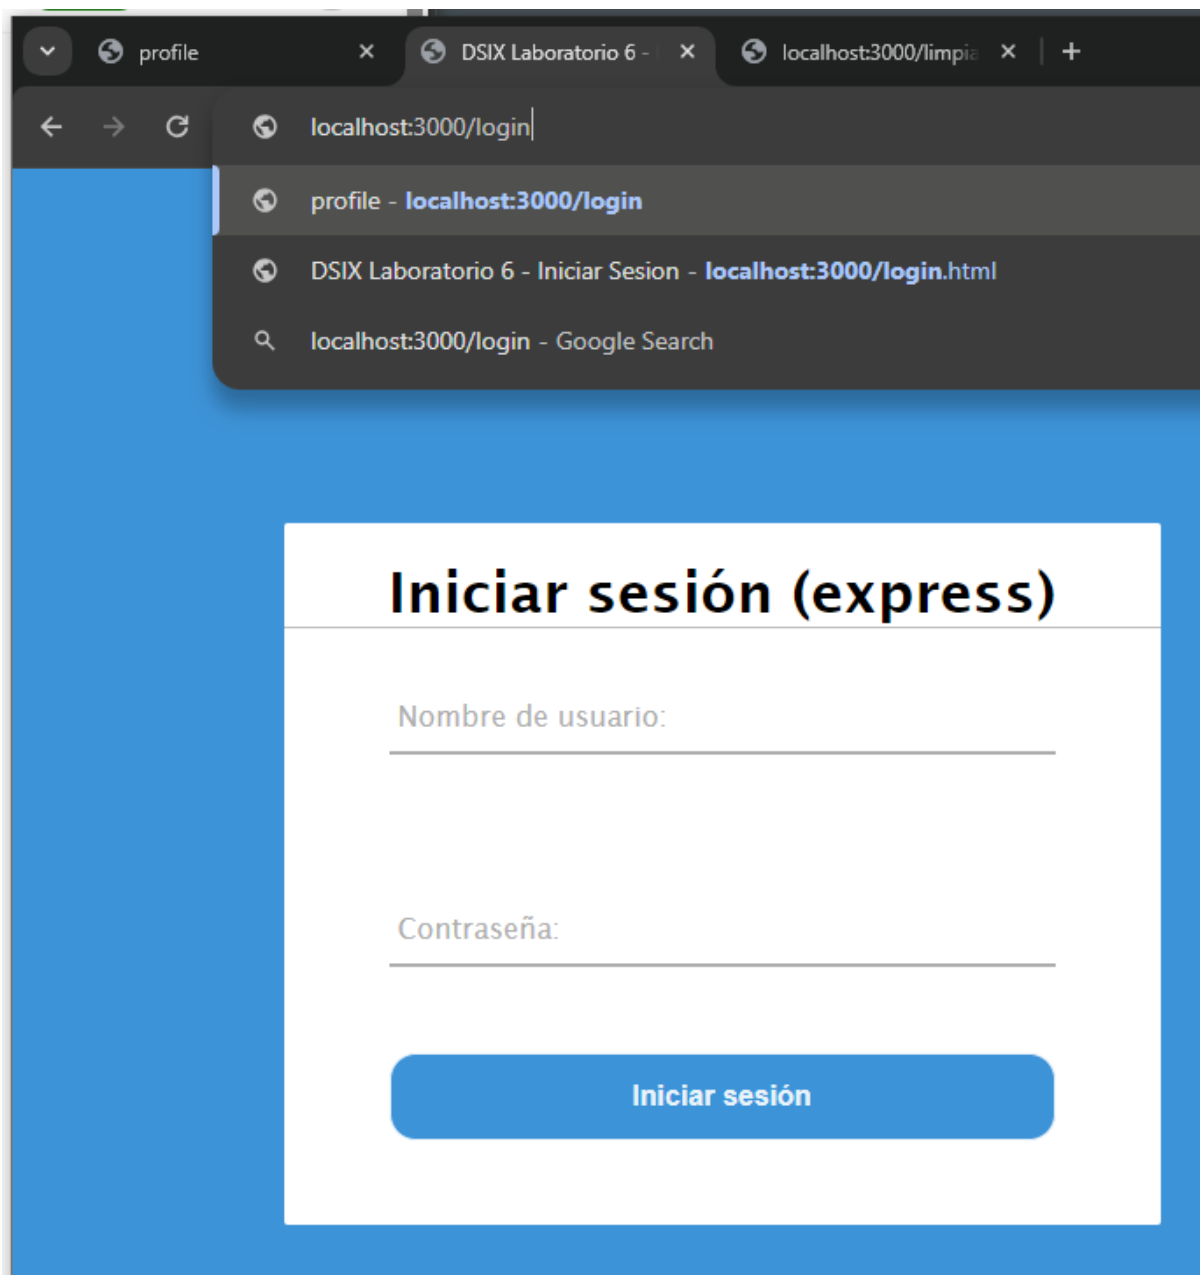 profile
DSIX Laboratorio 6 -
localhost:3000/limpia
localhost:3000/login
profile - localhost:3000/login
DSIX Laboratorio 6 - Iniciar Sesion - localhost:3000/login.html
localhost:3000/login - Google Search
Iniciar sesión (express)
Nombre de usuario:
Contraseña:
Iniciar sesión